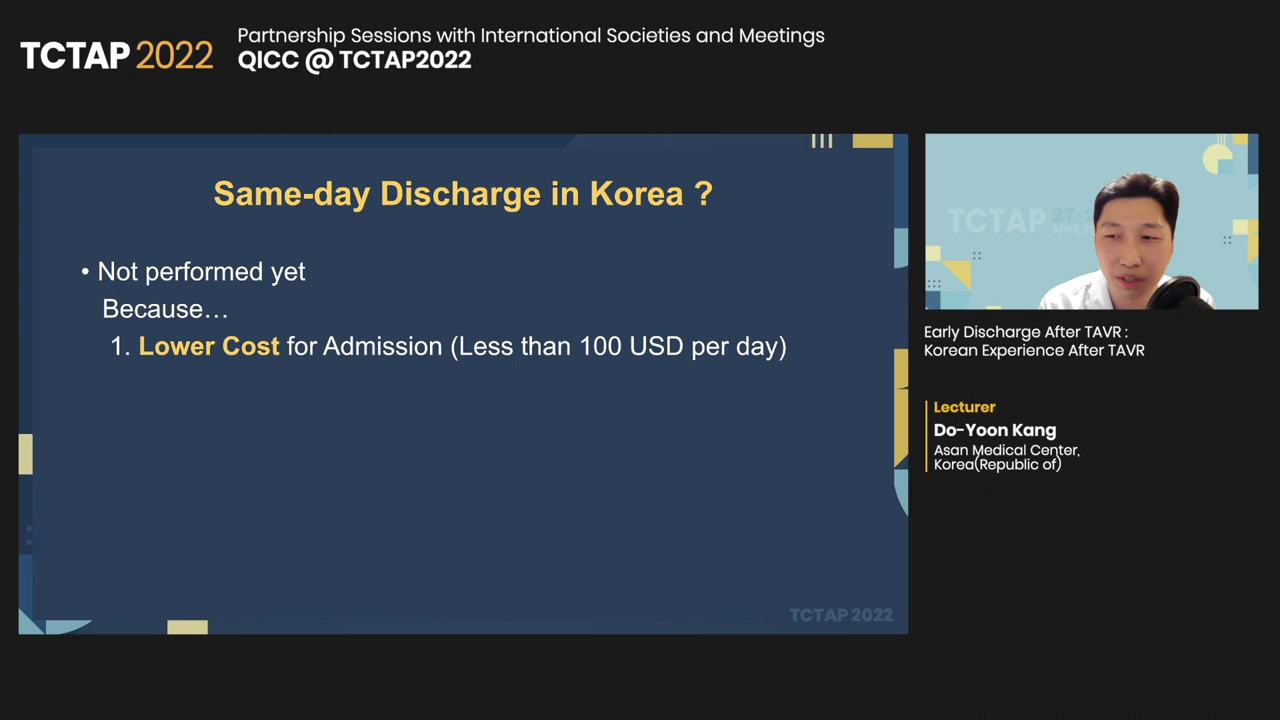 TCTAP 2022
Partnership Sessions with International Societies and Meetings
QICC @ TCTAP2022
Same-day Discharge in Korea ?
• Not performed yet
Because…
1. Lower Cost for Admission (Less than 100 USD per day)
TCTAP 2022
TCTAP
Early Discharge After TAVR :
Korean Experience After TAVR
Lecturer
Do-Yoon Kang
Asan Medical Center,
Korea(Republic of)